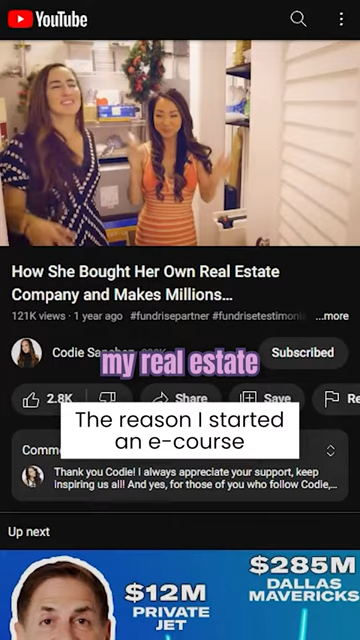 YouTube
How She Bought Her Own Real Estate
Company and Makes Millions...
121K views · 1 year ago #fundrisepartner #fundrisetestimoni ...more
Codie
my real estate
Subscribed
2.8K
Share
Save
The reason I started
an e-course
Thank you Codie! I always appreciate your support, keep
inspiring us all! And yes, for those of you who follow Codie,...
Up next
$12M
PRIVATE
JET
$285M
DALLAS
MAVERICKS